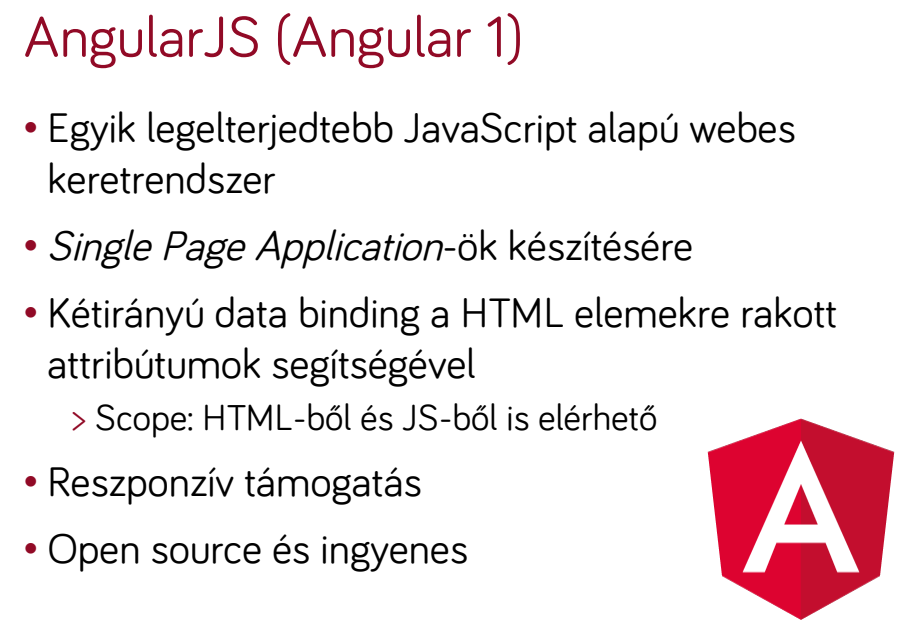 AngularJS (Angular 1)
• Egyik legelterjedtebb JavaScript alapú webes
keretrendszer
• Single Page Application-ök készítésére
• Kétirányú data binding a HTML elemekre rakott
attribútumok segítségével
> Scope: HTML-ből és JS-ből is elérhető
• Reszponzív támogatás
• Open source és ingyenes
A